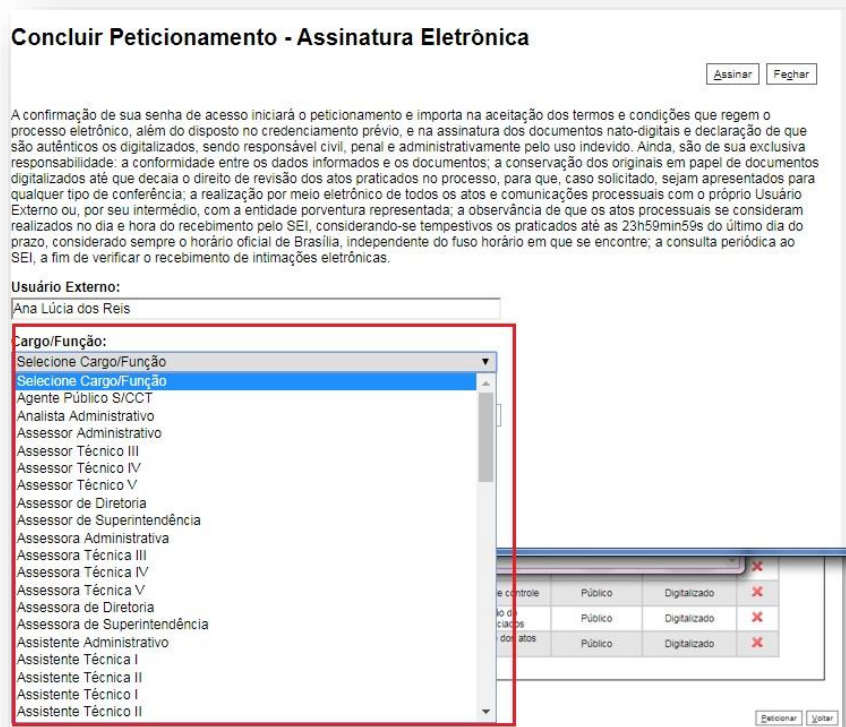 Concluir Peticionamento - Assinatura Eletrônica
Assinar Fechar
A confirmação de sua senha de acesso iniciará o peticionamento e importa na aceitação dos termos e condições que regem o
processo eletrônico, além do disposto no credenciamento prévio, e na assinatura dos documentos nato-digitais e declaração de que
são autênticos os digitalizados, sendo responsável civil, penal e administrativamente pelo uso indevido. Ainda, são de sua exclusiva
responsabilidade: a conformidade entre os dados informados e os documentos; a conservação dos originais em papel de documentos
digitalizados até que decaia o direito de revisão dos atos praticados no processo, para que, caso solicitado, sejam apresentados para
qualquer tipo de conferência; a realização por meio eletrônico de todos os atos e comunicações processuais com o próprio Usuário
Externo ou, por seu intermédio, com a entidade porventura representada; a observância de que os atos processuais se consideram
realizados no dia e hora do recebimento pelo SEI, considerando-se tempestivos os praticados até as 23h59min59s do último dia do
prazo, considerado sempre o horário oficial de Brasília, independente do fuso horário em que se encontre; a consulta periódica ao
SEI, a fim de verificar o recebimento de intimações eletrônicas.
Usuário Externo:
Ana Lúcia dos Reis
Cargo/Função:
Selecione Cargo/Função
Selecione Cargo/Função
Agente Público S/CCT
Analista Administrativo
Assessor Administrativo
Assessor Técnico III
Assessor Técnico IV
Assessor Técnico V
Assessor de Diretoria
Assessor de Superintendência
Assessora Administrativa
Assessora Técnica III
Assessora Técnica IV
Assessora Técnica V
Assessora de Diretoria
Assessora de Superintendência
Assistente Administrativo
Assistente Técnica I
Assistente Técnica II
Assistente Técnico I
Assistente Técnico II
e controle Público Digitalizado
Público Digitalizado
dos atos Público Digitalizado
Peticionar Voltar